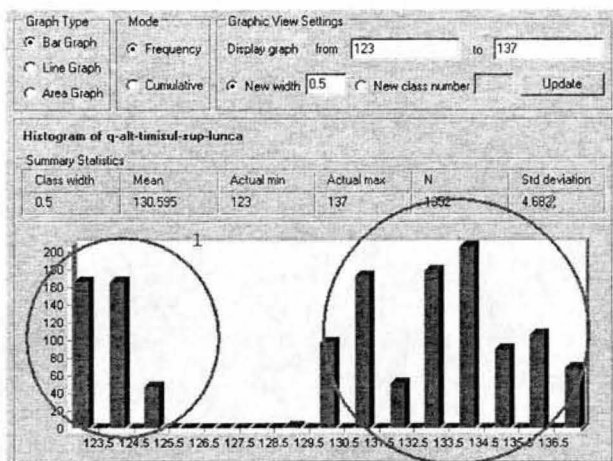 Graph Type Mode Graphic View Settings
Bar Graph Frequency Display graph from 123 to 137
Line Graph
Area Graph Cumulative New width 0.5 New class number Update
Histogram of q-alt-timisul-sup-lunca
Summary Statistics
Class width Mean Actual min Actual max N Std deviation
0.5 130.595 123 137 1352 4.682
1
200
180
160
140
120
100
80
60
40
20
0
123.5 124.5 125.5 126.5 127.5 128.5 129.5 130.5 131.5 132.5 133.5 134.5 135.5 136.5